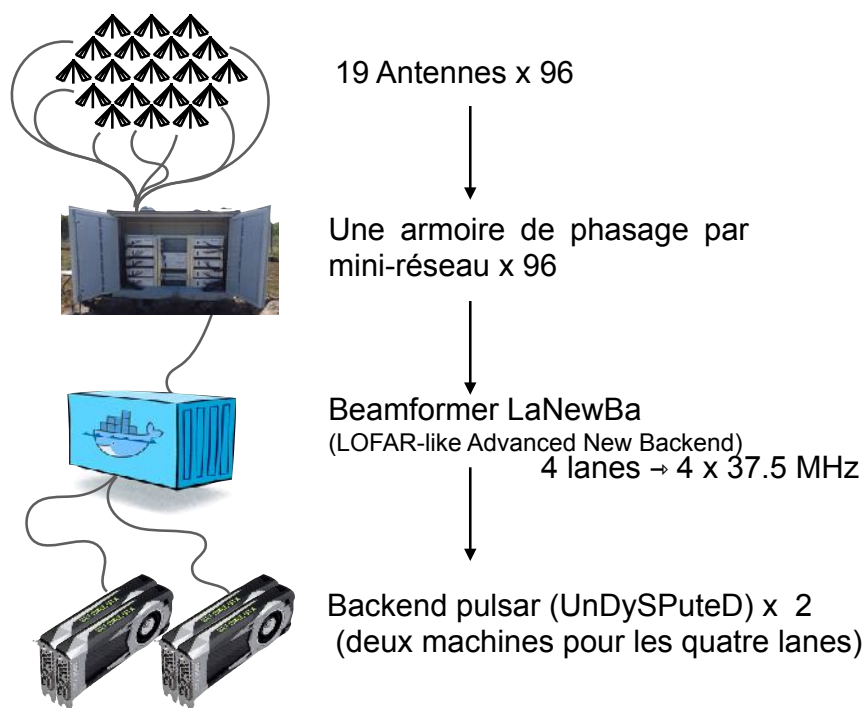 19 Antennes x 96
Une armoire de phasage par
mini-réseau x 96
Beamformer LaNewBa
(LOFAR-like Advanced New Backend)
4 lanes → 4 x 37.5 MHz
Backend pulsar (UnDySPuteD) x 2
(deux machines pour les quatre lanes)